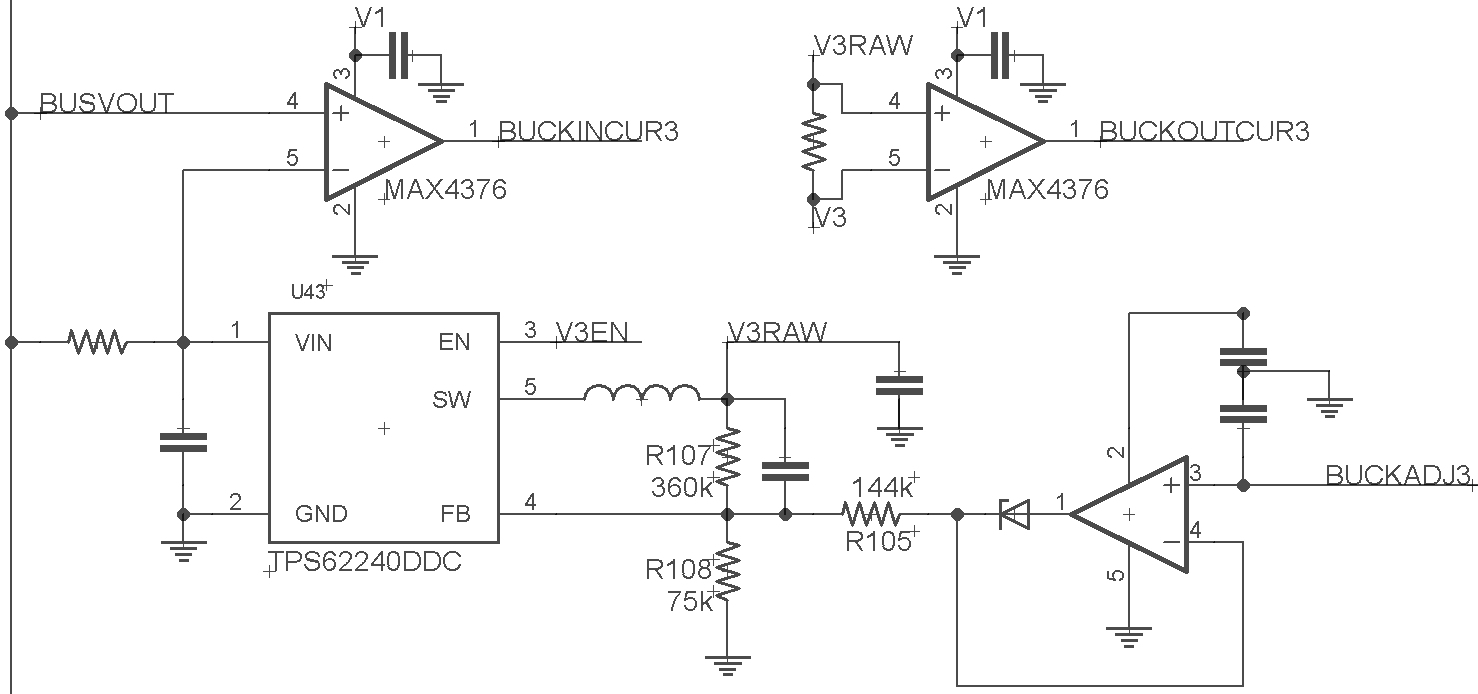 V1
V1
V3RAW
3
3
BUSVOUT
4
4
1
BUCKINCUR3
1
BUCKOUTCUR3
5
5
MAX4376
MAX4376
2
2
V3
U43
1
VIN
EN
3
V3EN
V3RAW
SW
5
2
R107
360k
144k
3
BUCKADJ3
2
GND
FB
4
1
R105
4
TPS62240DDC
R108
75k
5